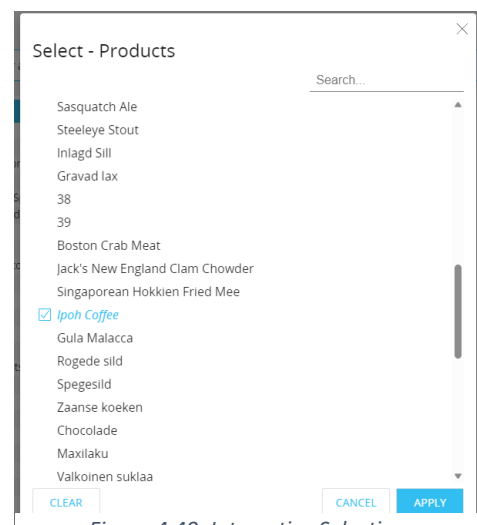 Select - Products
Search...
Sasquatch Ale
Steeleye Stout
Inlagd Sill
Gravad lax
38
39
Boston Crab Meat
Jack's New England Clam Chowder
Singaporean Hokkien Fried Mee
Ipoh Coffee
Gula Malacca
Rogede sild
Spegesild
Zaanse koeken
Chocolade
Maxilaku
Valkoinen suklaa
CLEAR CANCEL APPLY